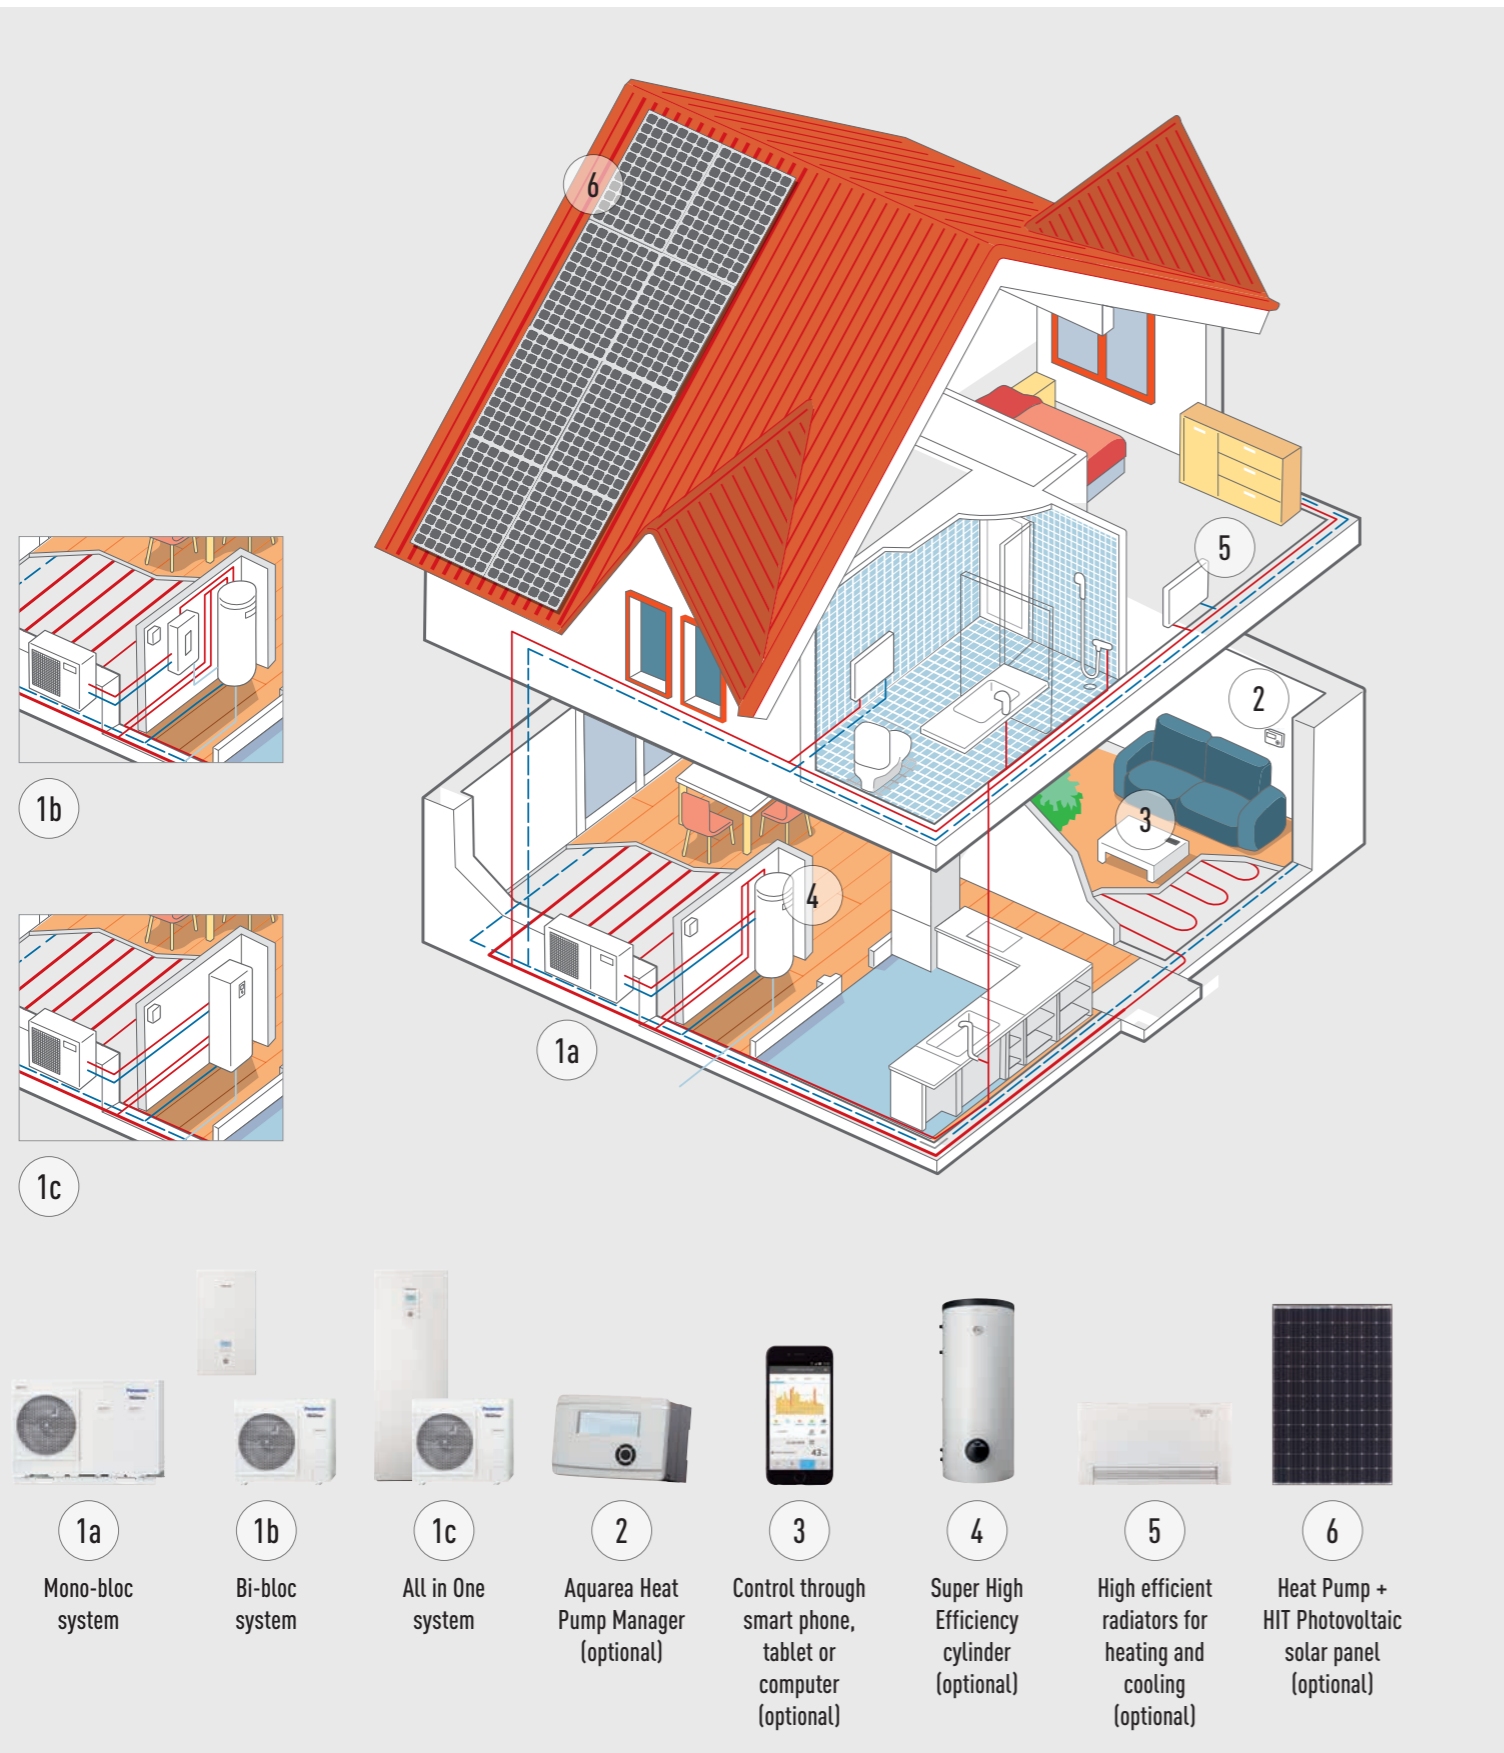 6
5
2
3
4
1a
1b
1c
Panasonic
Panasonic
Panasonic
1a
1b
1c
2
3
4
5
6
Mono-bloc
system
Bi-bloc
system
All in One
system
Aquarea Heat
Pump Manager
(optional)
Control through
smart phone,
tablet or
computer
(optional)
Super High
Efficiency
cylinder
(optional)
High efficient
radiators for
heating and
cooling
(optional)
Heat Pump +
HIT Photovoltaic
solar panel
(optional)